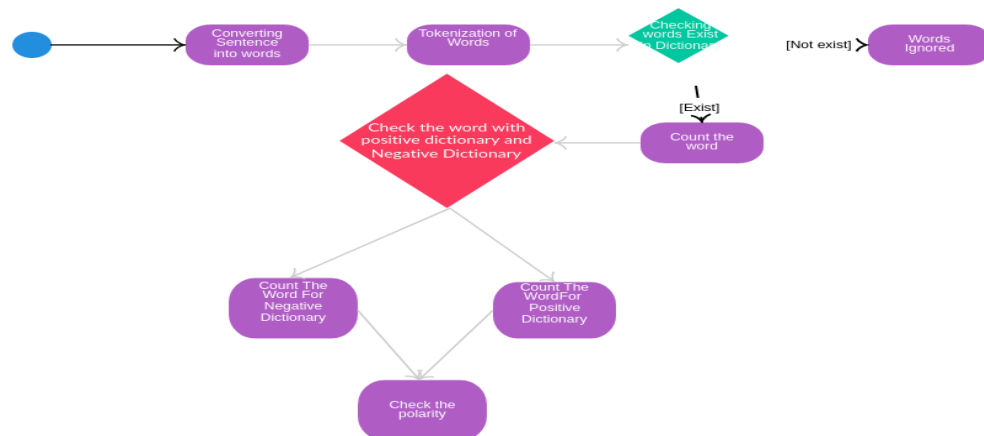 Converting
Sentence
into words
Tokenization of
Words
Checking
words Exist
n Dictionar
[Not exist]
Words
Ignored
[Exist]
Count the
word
Check the word with
positive dictionary and
Negative Dictionary
Count The
Word For
Negative
Dictionary
Count The
WordFor
Positive
Dictionary
Check the
polarity